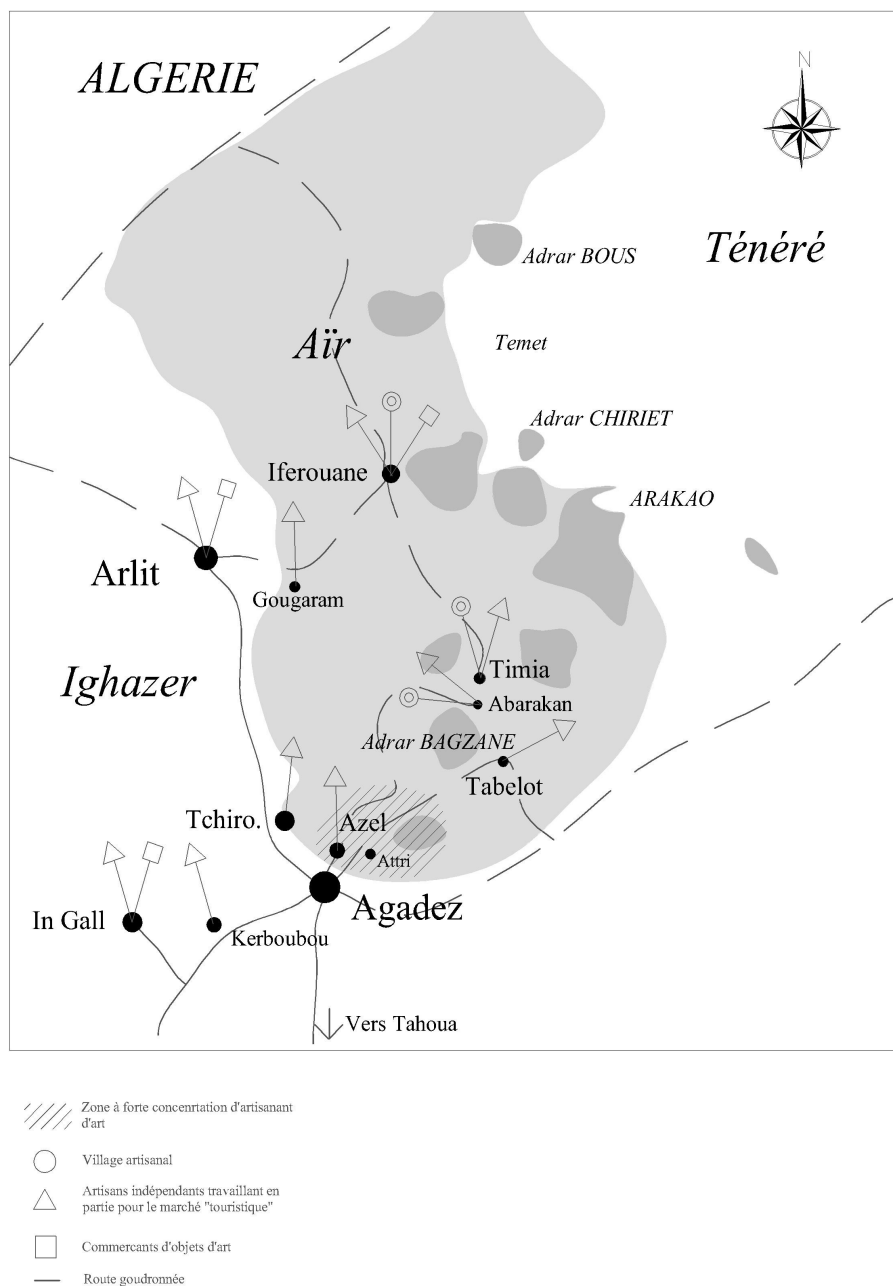 ALGERIE
N
Ténéré
Adrar BOUS
Aïr
Temet
Adrar CHIRIET
Iferouane
ARAKAO
Arlit
Gougaram
Ighazer
Timia
Abarakan
Adrar BAGZANE
Tabelot
Tchiro.
Azel
Attri
Agadez
In Gall
Kerboubou
Vers Tahoua
Zone à forte concenrtation d'artisanant
d'art
Village artisanal
Artisans indépendants travaillant en
partie pour le marché "touristique"
Commercants d'objets d'art
Route goudronnée